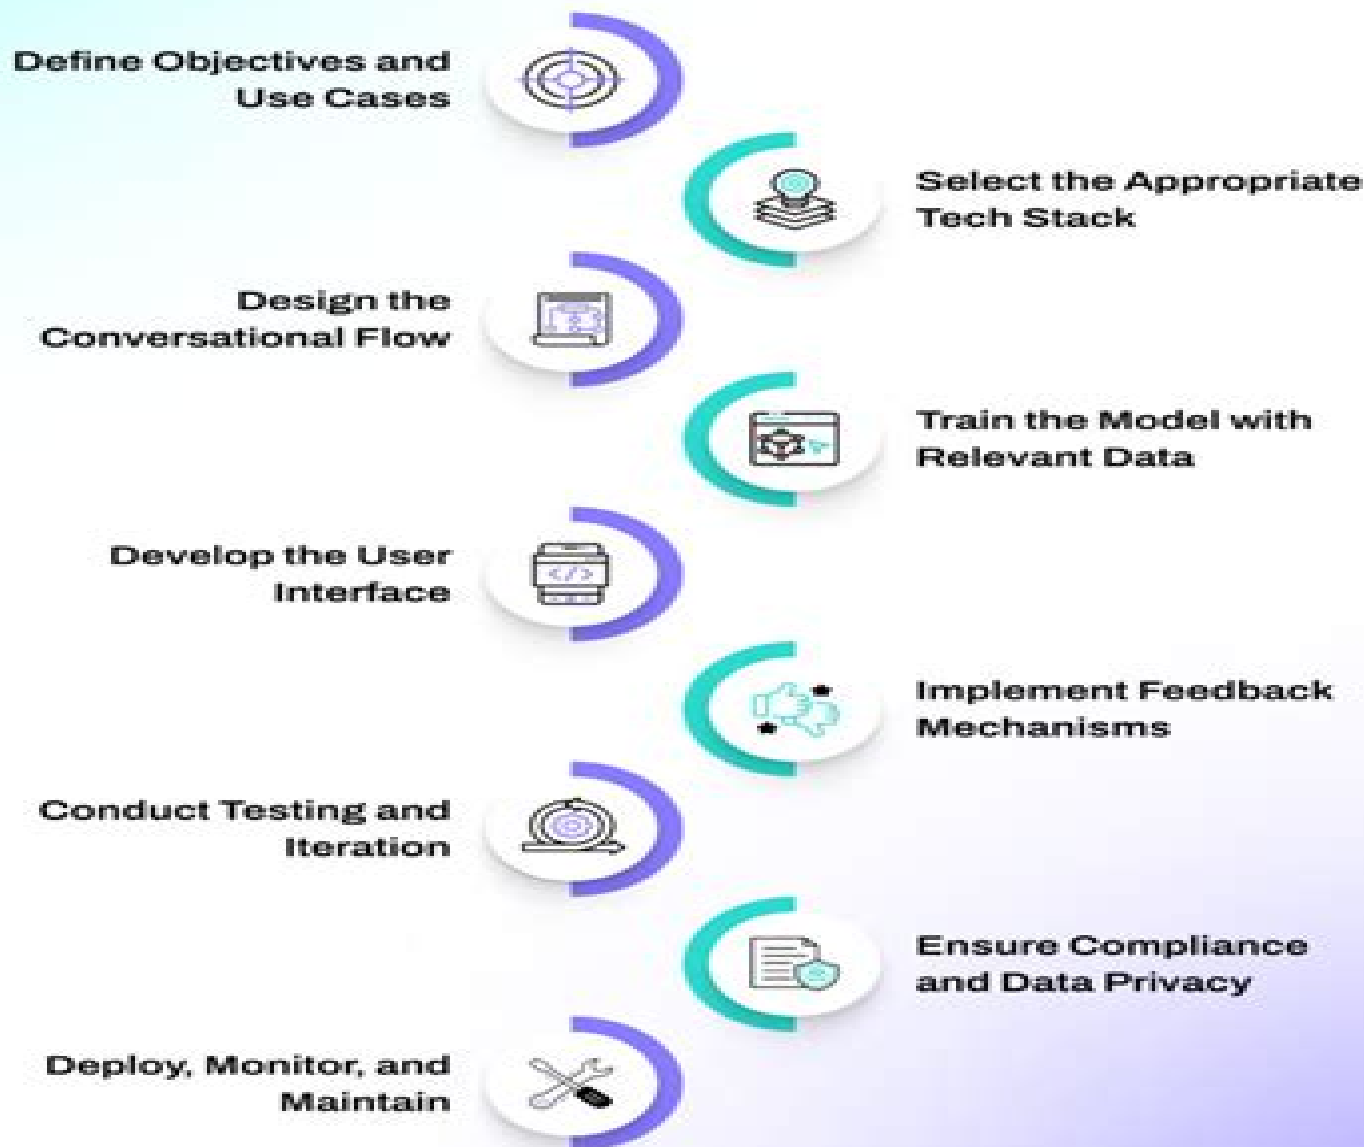 Define Objectives and
Use Cases
Select the Appropriate
Tech Stack
Design the
Conversational Flow
Train the Model with
Relevant Data
Develop the User
Interface
Implement Feedback
Mechanisms
Conduct Testing and
Iteration
Ensure Compliance
and Data Privacy
Deploy, Monitor, and
Maintain